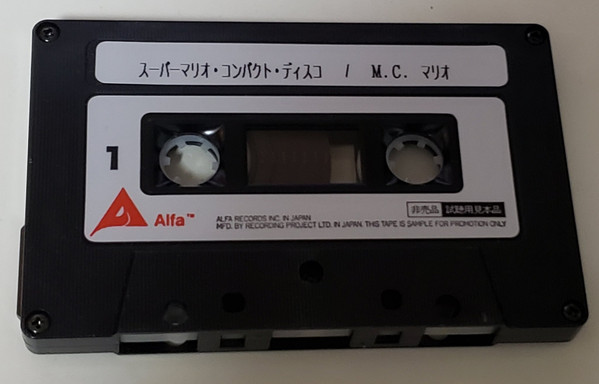 スーパーマリオ・コンパクト・ディスコ / M.C. マリオ
1
Alfa™
ALFA RECORDS INC. IN JAPAN
MFD. BY RECORDING PROJECT LTD. IN JAPAN. THIS TAPE IS SAMPLE FOR PROMOTION ONLY
非売品 試聴用見本品